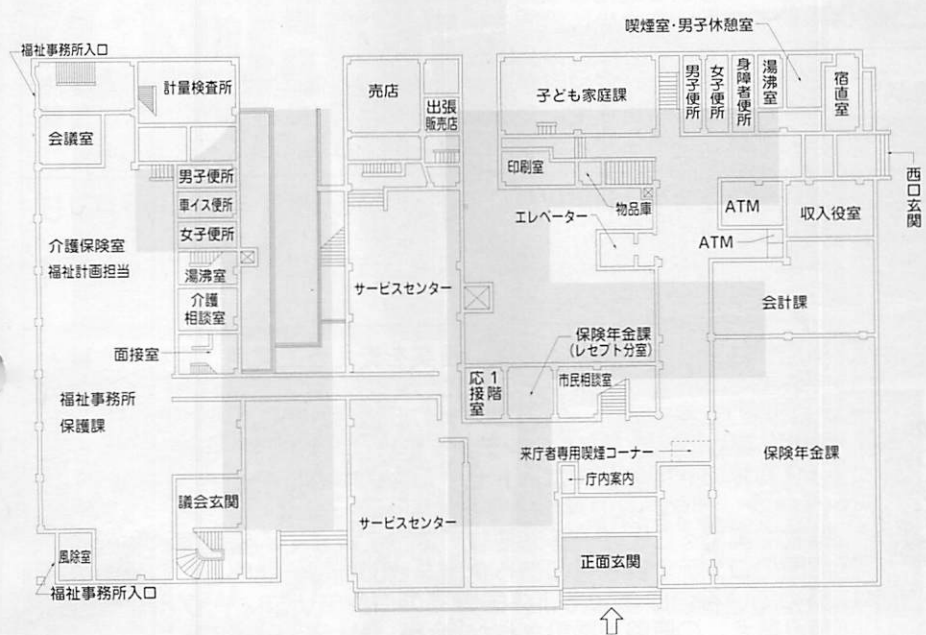 福祉事務所入口
計量検査所
会議室
男子便所
車イス便所
女子便所
介護保険室
福祉計画担当
湯沸室
介護
相談室
面接室
福祉事務所
保護課
議会玄関
風除室
福祉事務所入口
売店
出張
販売店
サービスセンター
サービスセンター
喫煙室・男子休憩室
子ども家庭課
男子便所
女子便所
身障者便所
湯沸室
宿直室
印刷室
物品庫
エレベーター
ATM
ATM
収入役室
西口玄関
会計課
保険年金課
(レセプト分室)
1階
応接室
市民相談室
来庁者専用喫煙コーナー
庁内案内
保険年金課
正面玄関